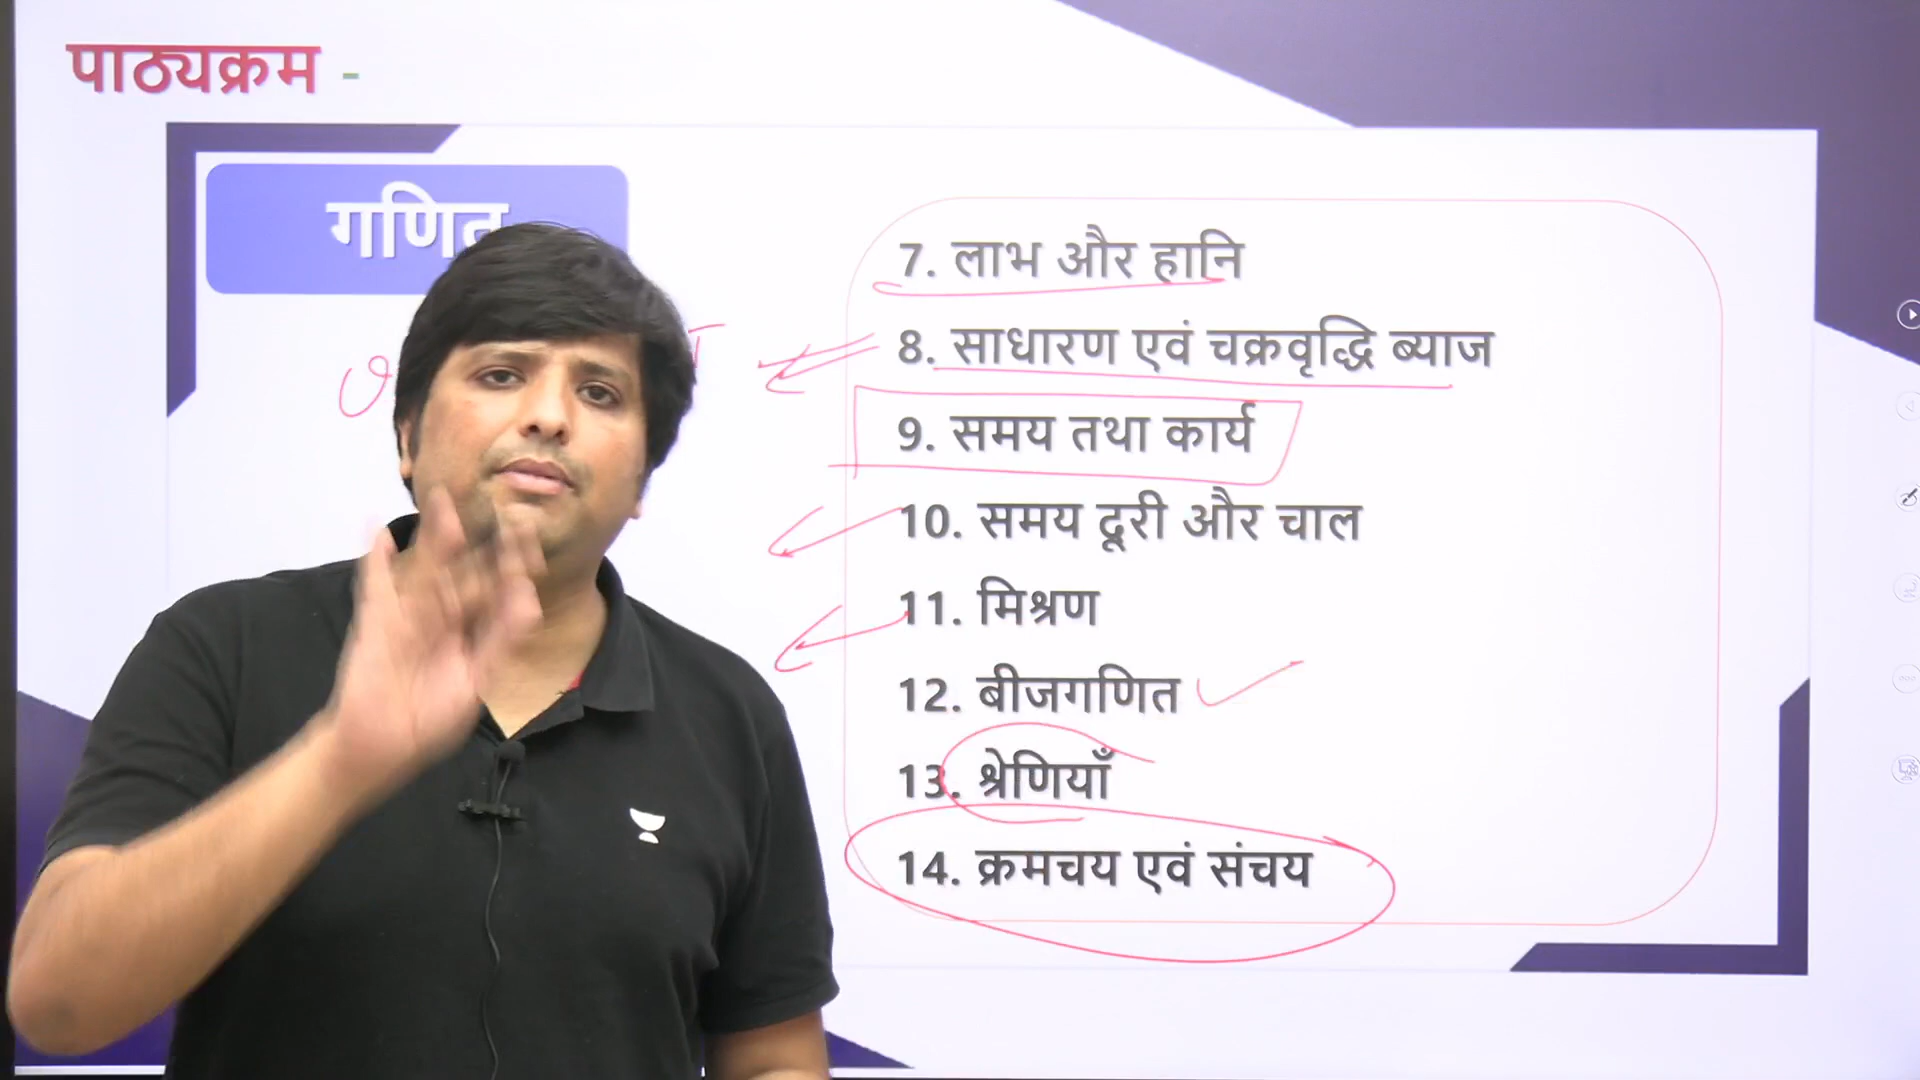 पाठ्यक्रम -
गणित
7. लाभ और हानि
8. साधारण एवं चक्रवृद्धि ब्याज
9. समय तथा कार्य
10. समय दूरी और चाल
11. मिश्रण
12. बीजगणित
13. श्रेणियाँ
14. क्रमचय एवं संचय